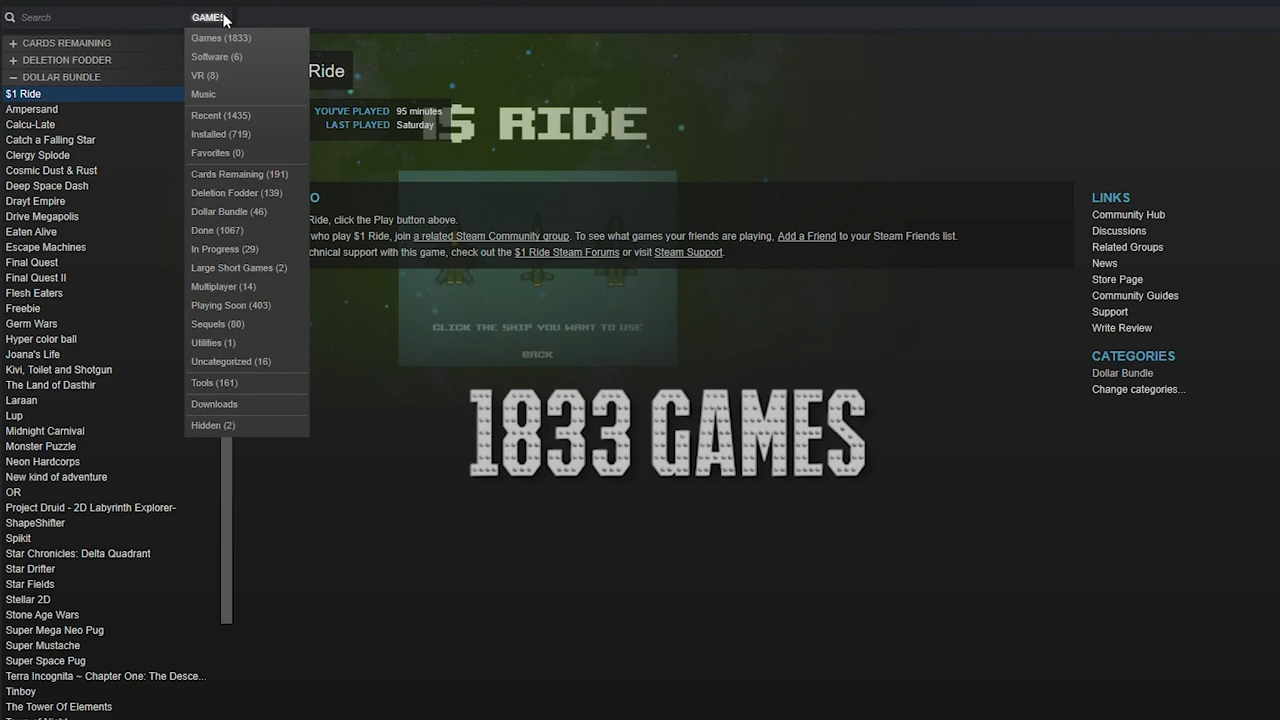 Search
GAMES
+ CARDS REMAINING
+ DELETION FODDER
– DOLLAR BUNDLE
$1 Ride
Ampersand
Calcu-Late
Catch a Falling Star
Clergy Splode
Cosmic Dust & Rust
Deep Space Dash
Drayt Empire
Drive Megapolis
Eaten Alive
Escape Machines
Final Quest
Final Quest II
Flesh Eaters
Freebie
Germ Wars
Hyper color ball
Joana's Life
Kivi, Toilet and Shotgun
The Land of Dasthir
Laraan
Lup
Midnight Carnival
Monster Puzzle
Neon Hardcorps
New kind of adventure
OR
Project Druid - 2D Labyrinth Explorer-
ShapeShifter
Spikit
Star Chronicles: Delta Quadrant
Star Drifter
Star Fields
Stellar 2D
Stone Age Wars
Super Mega Neo Pug
Super Mustache
Super Space Pug
Terra Incognita ~ Chapter One: The Desce...
Tinboy
The Tower Of Elements
Games (1833)
Software (6)
VR (8)
Music
Recent (1435)
Installed (719)
Favorites (0)
Cards Remaining (191)
Deletion Fodder (139)
Dollar Bundle (46)
Done (1067)
In Progress (29)
Large Short Games (2)
Multiplayer (14)
Playing Soon (403)
Sequels (80)
Utilities (1)
Uncategorized (16)
Tools (161)
Downloads
Hidden (2)
Ride
YOU'VE PLAYED 95 minutes
LAST PLAYED Saturday
$ RIDE
O
Ride, click the Play button above.
who play $1 Ride, join a related Steam Community group. To see what games your friends are playing, Add a Friend to your Steam Friends list.
hnical support with this game, check out the $1 Ride Steam Forums or visit Steam Support.
CLICK THE SHIP YOU WANT TO USE
BACK
1833 GAMES
LINKS
Community Hub
Discussions
Related Groups
News
Store Page
Community Guides
Support
Write Review
CATEGORIES
Dollar Bundle
Change categories...